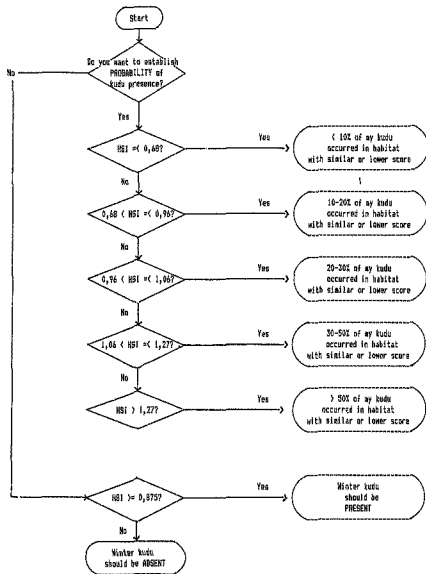 Start
Do you want to establish
PROBABILITY of
kudu presence?
No
Yes
HSI =< 0,68?
Yes
< 10% of my kudu
occurred in habitat
with similar or lower score
No
0,68 < HSI =< 0,96?
Yes
10-20% of my kudu
occurred in habitat
with similar or lower score
No
0,96 < HSI =< 1,06?
Yes
20-30% of my kudu
occurred in habitat
with similar or lower score
No
1,06 < HSI =< 1,27?
Yes
30-50% of my kudu
occurred in habitat
with similar or lower score
No
HSI > 1,27?
Yes
> 50% of my kudu
occurred in habitat
with similar or lower score
HSI >= 0,875?
Yes
Winter kudu
should be
PRESENT
No
Winter kudu
should be ABSENT